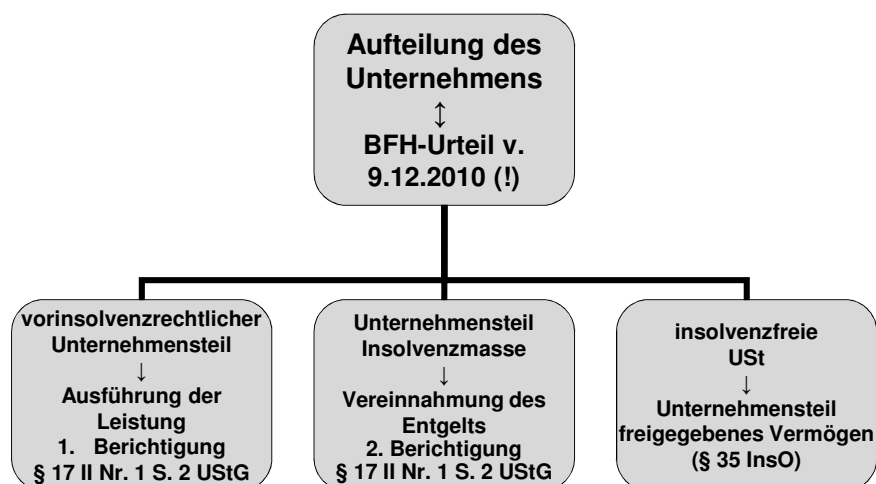 Aufteilung des
Unternehmens
↕
BFH-Urteil v.
9.12.2010 (!)
vorinsolvenzrechtlicher
Unternehmensteil
↓
Ausführung der
Leistung
1. Berichtigung
§ 17 II Nr. 1 S. 2 UStG
Unternehmensteil
Insolvenzmasse
↓
Vereinnahmung des
Entgelts
2. Berichtigung
§ 17 II Nr. 1 S. 2 UStG
insolvenzfreie
USt
↓
Unternehmensteil
freigegebenes Vermögen
(§ 35 InsO)